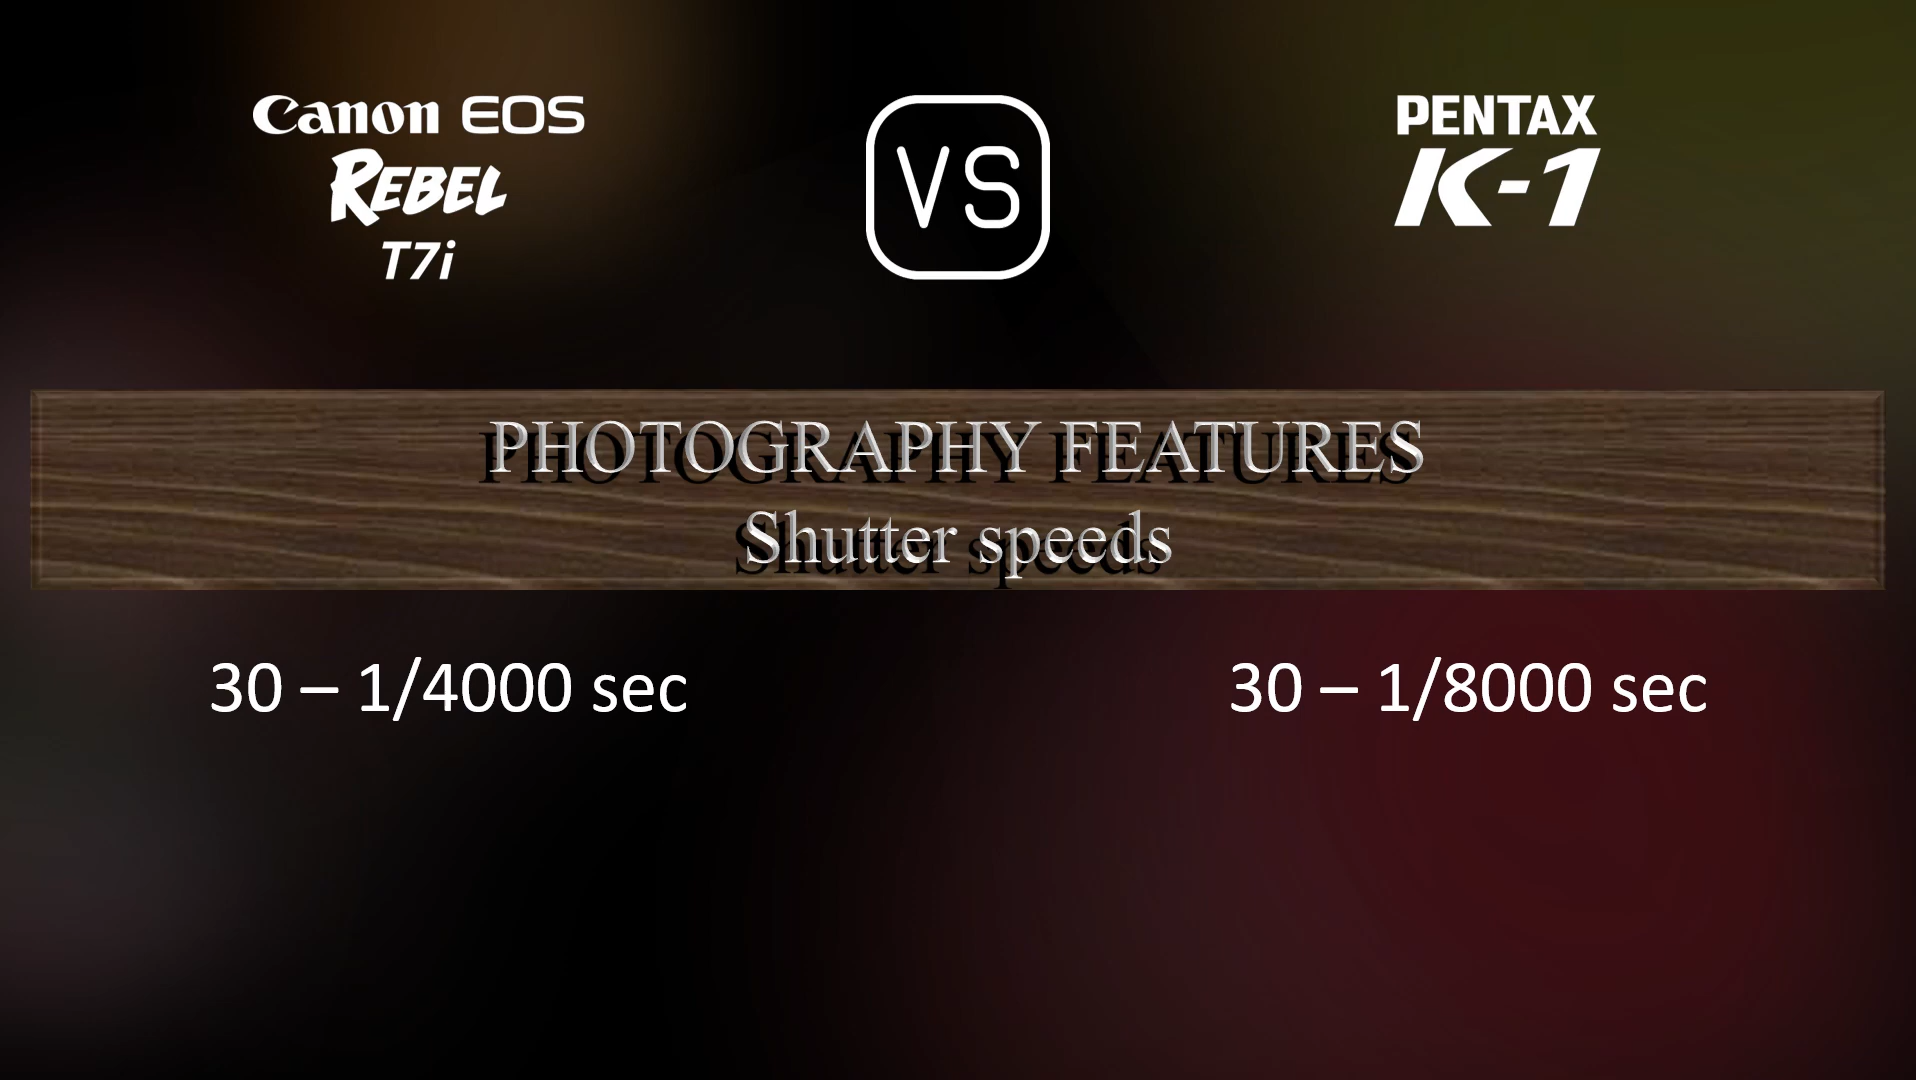 Canon EOS
REBEL
T7i
VS
PENTAX
K-1
PHOTOGRAPHY FEATURES
Shutter speeds
30 – 1/4000 sec
30 – 1/8000 sec